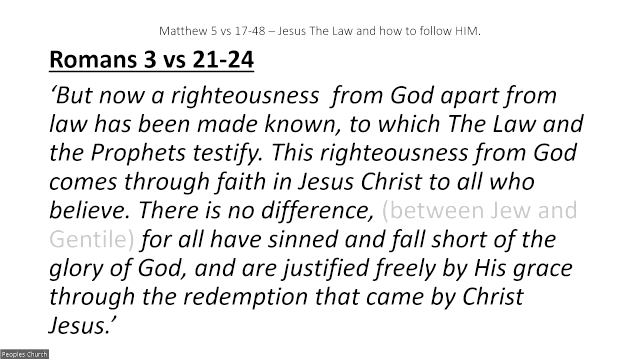 Matthew 5 vs 17-48 – Jesus The Law and how to follow HIM.
Romans 3 vs 21-24
‘But now a righteousness from God apart from
law has been made known, to which The Law and
the Prophets testify. This righteousness from God
comes through faith in Jesus Christ to all who
believe. There is no difference, (between Jew and
Gentile) for all have sinned and fall short of the
glory of God, and are justified freely by His grace
through the redemption that came by Christ
Jesus.’
Peoples Church